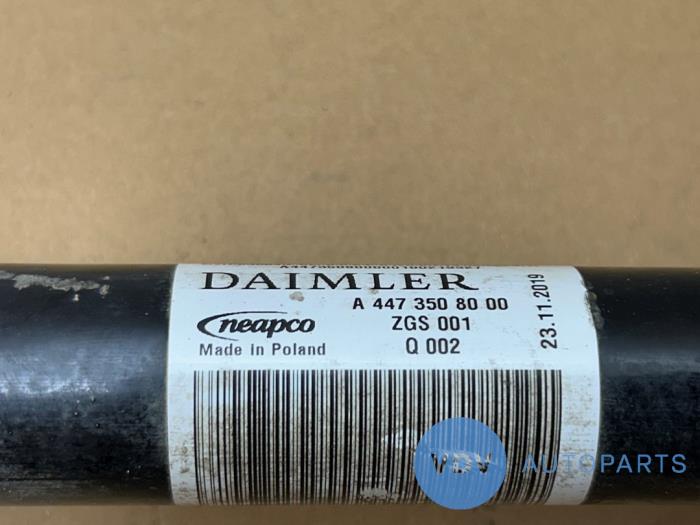 DAIMLER
A 447 350 80 00
neapco
ZGS 001
Made in Poland
Q 002
23.11.2019
VDV AUTOPARTS